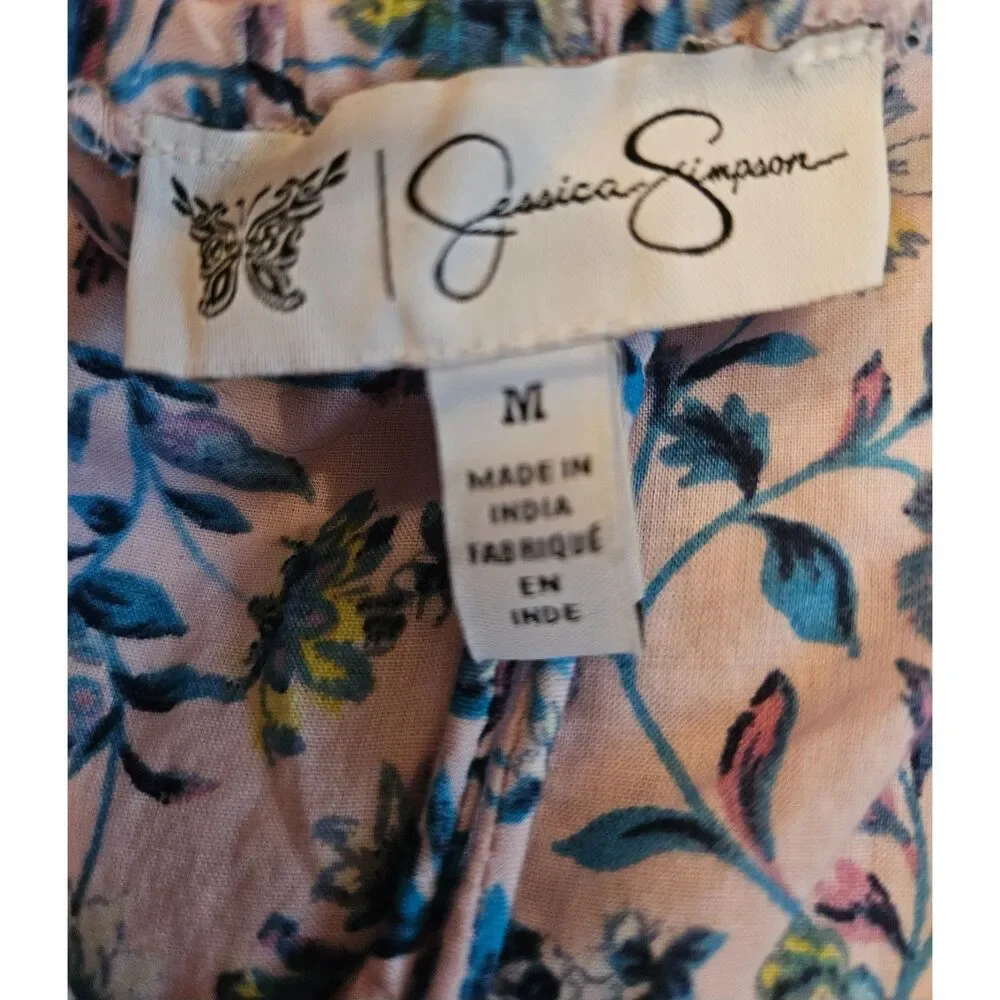 Jessica Simpson
M
MADE IN
INDIA
FABRIQUÉ
EN
INDE